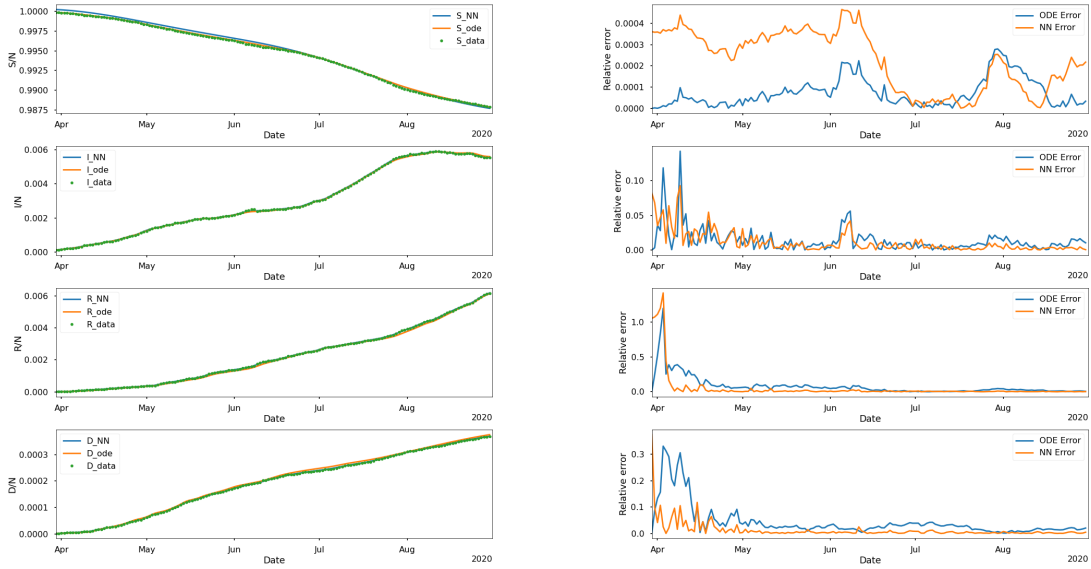 S/N
1.0000
0.9975
0.9950
0.9925
0.9900
0.9875
S_NN
S_ode
S_data
Apr May Jun Jul Aug
Date
2020
Relative error
0.0004
0.0003
0.0002
0.0001
0.0000
ODE Error
NN Error
Apr May Jun Jul Aug
Date
2020
I/N
0.006
0.004
0.002
0.000
I_NN
I_ode
I_data
Apr May Jun Jul Aug
Date
2020
Relative error
0.10
0.05
0.00
ODE Error
NN Error
Apr May Jun Jul Aug
Date
2020
R/N
0.006
0.004
0.002
0.000
R_NN
R_ode
R_data
Apr May Jun Jul Aug
Date
2020
Relative error
1.0
0.5
0.0
ODE Error
NN Error
Apr May Jun Jul Aug
Date
2020
D/N
0.0003
0.0002
0.0001
0.0000
D_NN
D_ode
D_data
Apr May Jun Jul Aug
Date
2020
Relative error
0.3
0.2
0.1
0.0
ODE Error
NN Error
Apr May Jun Jul Aug
Date
2020